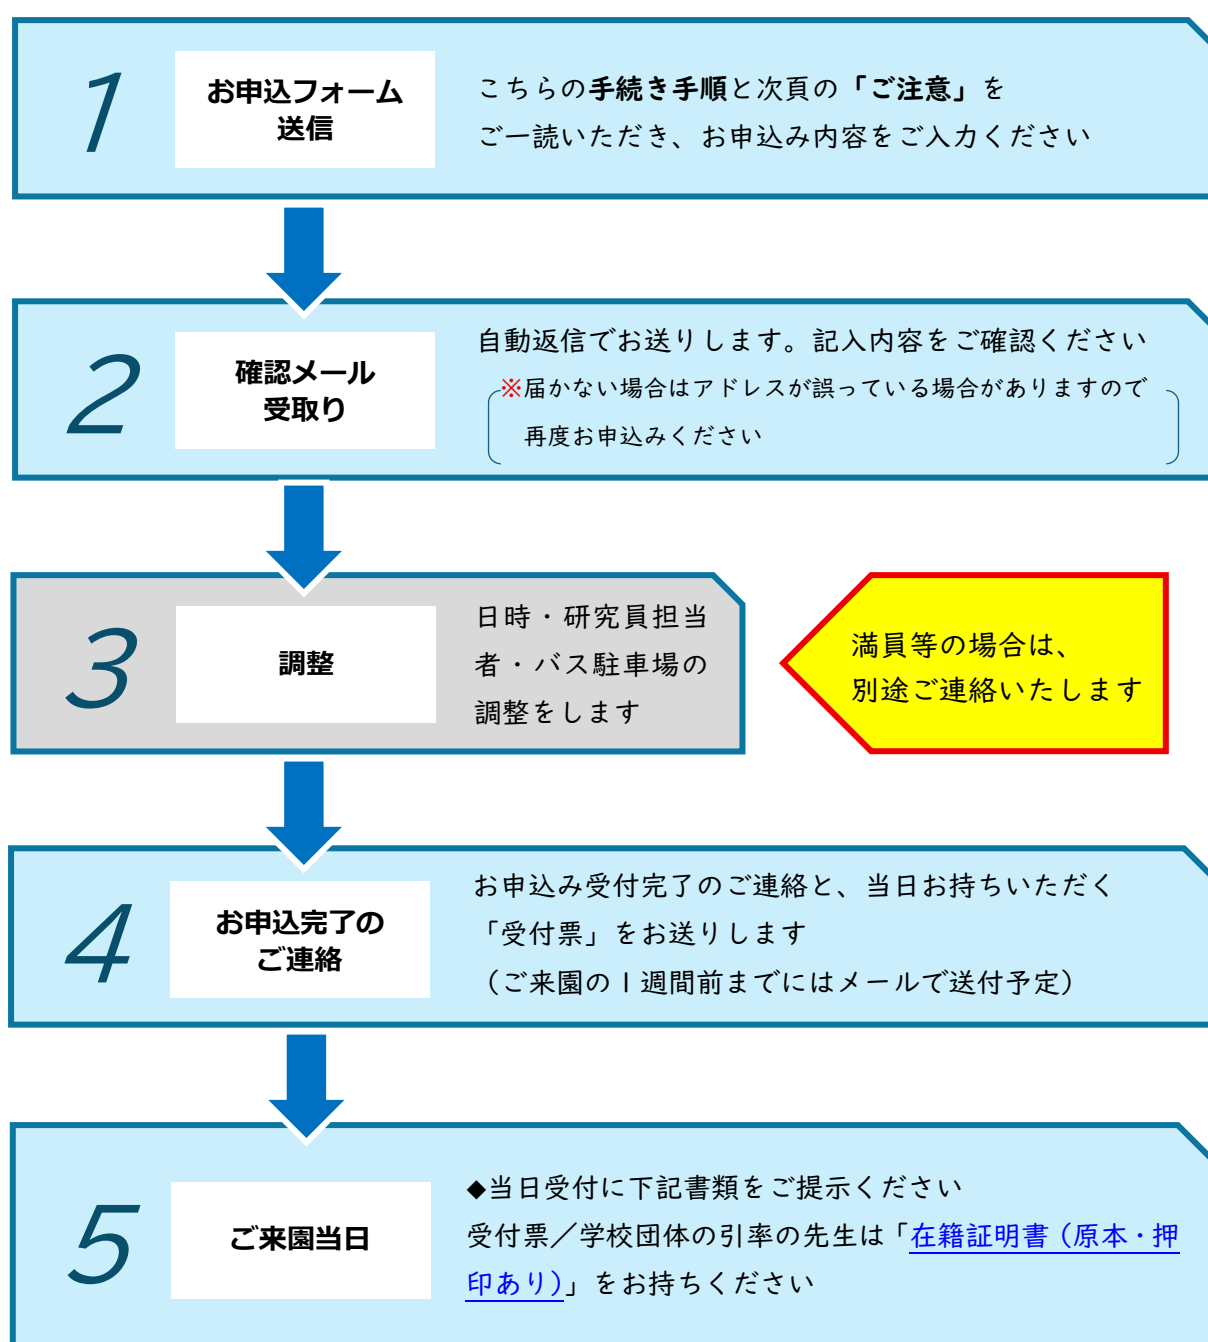 1
お申込フォーム
送信
こちらの手続き手順と次頁の「ご注意」を
ご一読いただき、お申込み内容をご入力ください
2
確認メール
受取り
自動返信でお送りします。記入内容をご確認ください
※届かない場合はアドレスが誤っている場合がありますので
再度お申込みください
3
調整
日時・研究員担当
者・バス駐車場の
調整をします
満員等の場合は、
別途ご連絡いたします
4
お申込完了の
ご連絡
お申込み受付完了のご連絡と、当日お持ちいただく
「受付票」をお送りします
（ご来園の1週間前までにはメールで送付予定）
5
ご来園当日
◆当日受付に下記書類をご提示ください
受付票／学校団体の引率の先生は「在籍証明書（原本・押
印あり）」をお持ちください